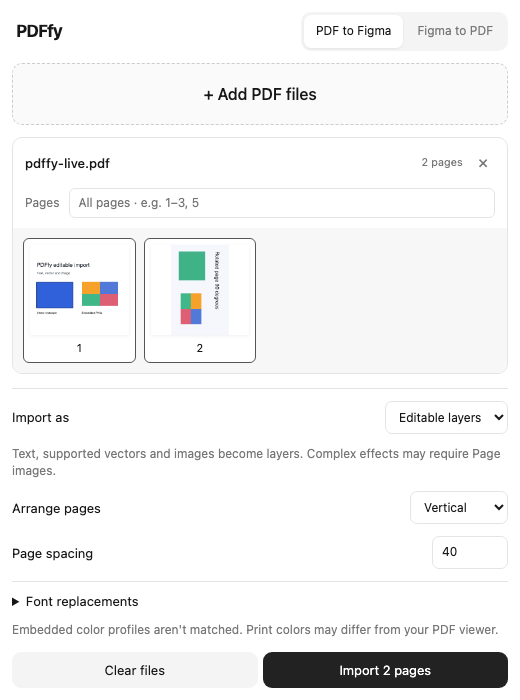 PDFfy
PDF to Figma
Figma to PDF
+ Add PDF files
pdffy-live.pdf
2 pages
×
Pages
All pages · e.g. 1–3, 5
PDFfy editable import
Text, vector and image
Embedded PNG
1
Rotated page 90 degrees
2
Import as
Editable layers
Text, supported vectors and images become layers. Complex effects may require Page
images.
Arrange pages
Vertical
Page spacing
40
Font replacements
Embedded color profiles aren't matched. Print colors may differ from your PDF viewer.
Clear files
Import 2 pages